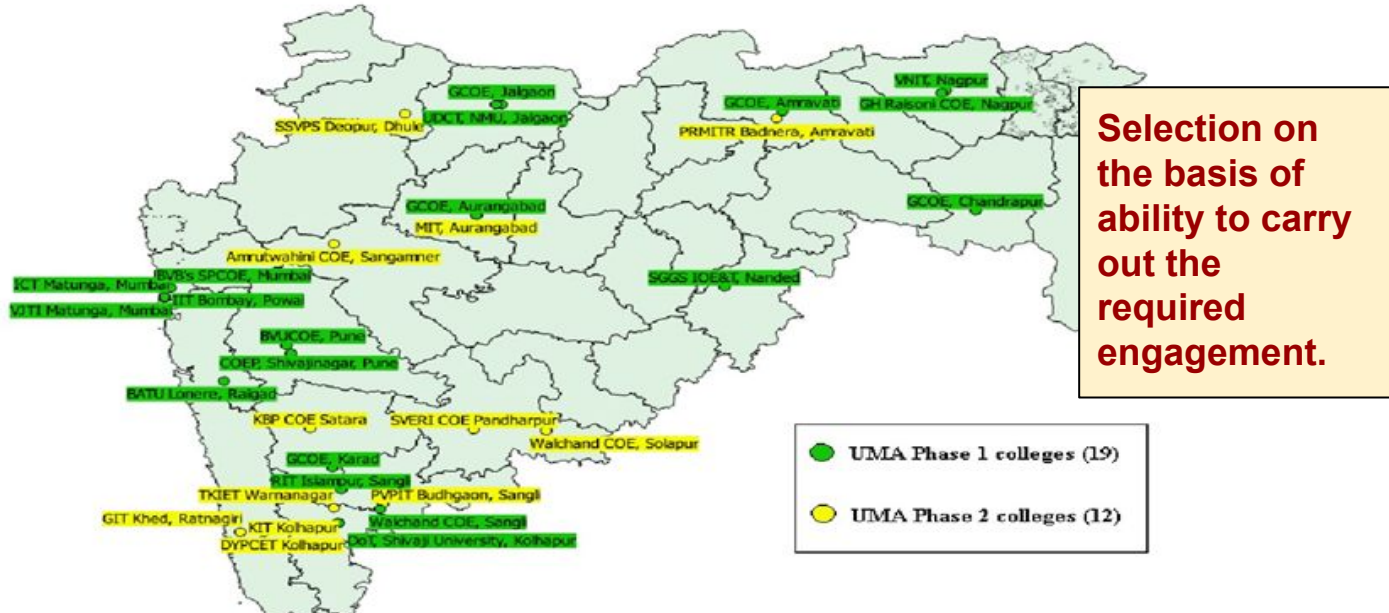 VNIT, Nagpur
GCOE, Jalgaon
GCOE, Amravati
GH Raisoni COE, Nagpur
UDCT, NMU, Jalgaon
SSVPS Deopur, Dhule
PRMITR Badnera, Amravati
Selection on
the basis of
ability to carry
out the
required
engagement.
GCOE, Aurangabad
GCOE, Chandrapur
MIT, Aurangabad
Amrutwahini COE, Sangamner
BVB's SPCOE, Mumbai
SGGS IOE&T, Nanded
ICT Matunga, Mumbai
IIT Bombay, Powai
VJTI Matunga, Mumbai
BVUCOE, Pune
COEP, Shivajinagar, Pune
BATU Lonere, Raigad
KBP COE Satara
SVERI COE Pandharpur
Walchand COE, Solapur
GCOE, Karad
UMA Phase 1 colleges (19)
RIT Islampur, Sangli
TKIET Warnanagar
PVPIT Budhgaon, Sangli
GIT Khed, Ratnagiri
KIT Kolhapur
Walchand COE, Sangli
UMA Phase 2 colleges (12)
DYPCET Kolhapur
DoT, Shivaji University, Kolhapur